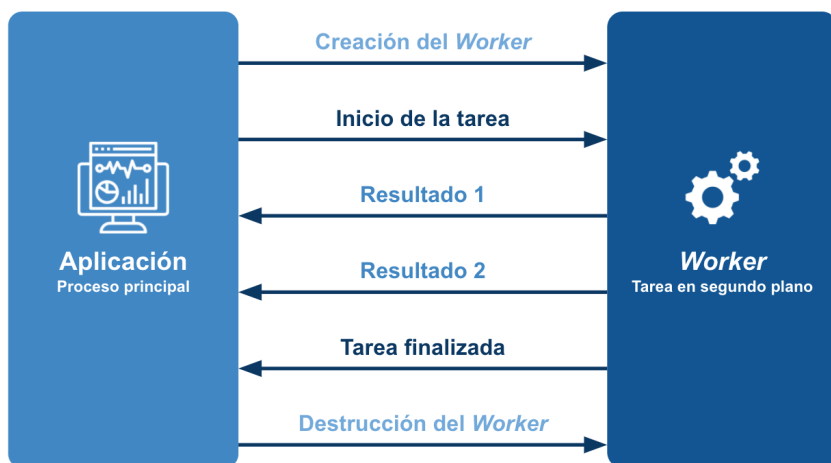 Creación del Worker
Inicio de la tarea
Resultado 1
Resultado 2
Tarea finalizada
Destrucción del Worker
Aplicación
Proceso principal
Worker
Tarea en segundo plano